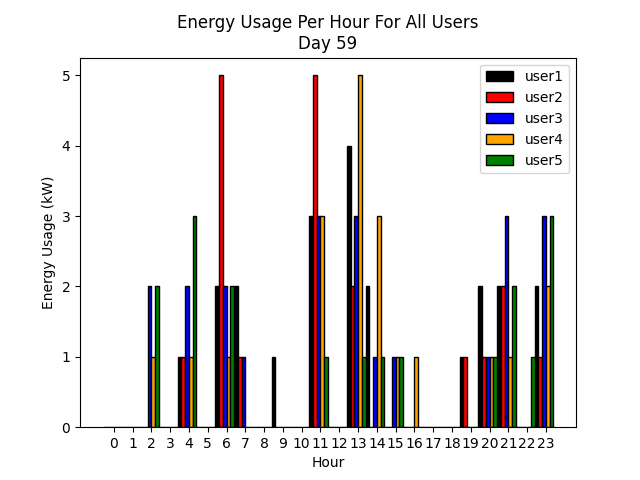 Energy Usage Per Hour For All Users
Day 59
user1
user2
user3
user4
user5
Energy Usage (kW)
5
4
3
2
1
0
0 1 2 3 4 5 6 7 8 9 10 11 12 13 14 15 16 17 18 19 20 21 22 23
Hour